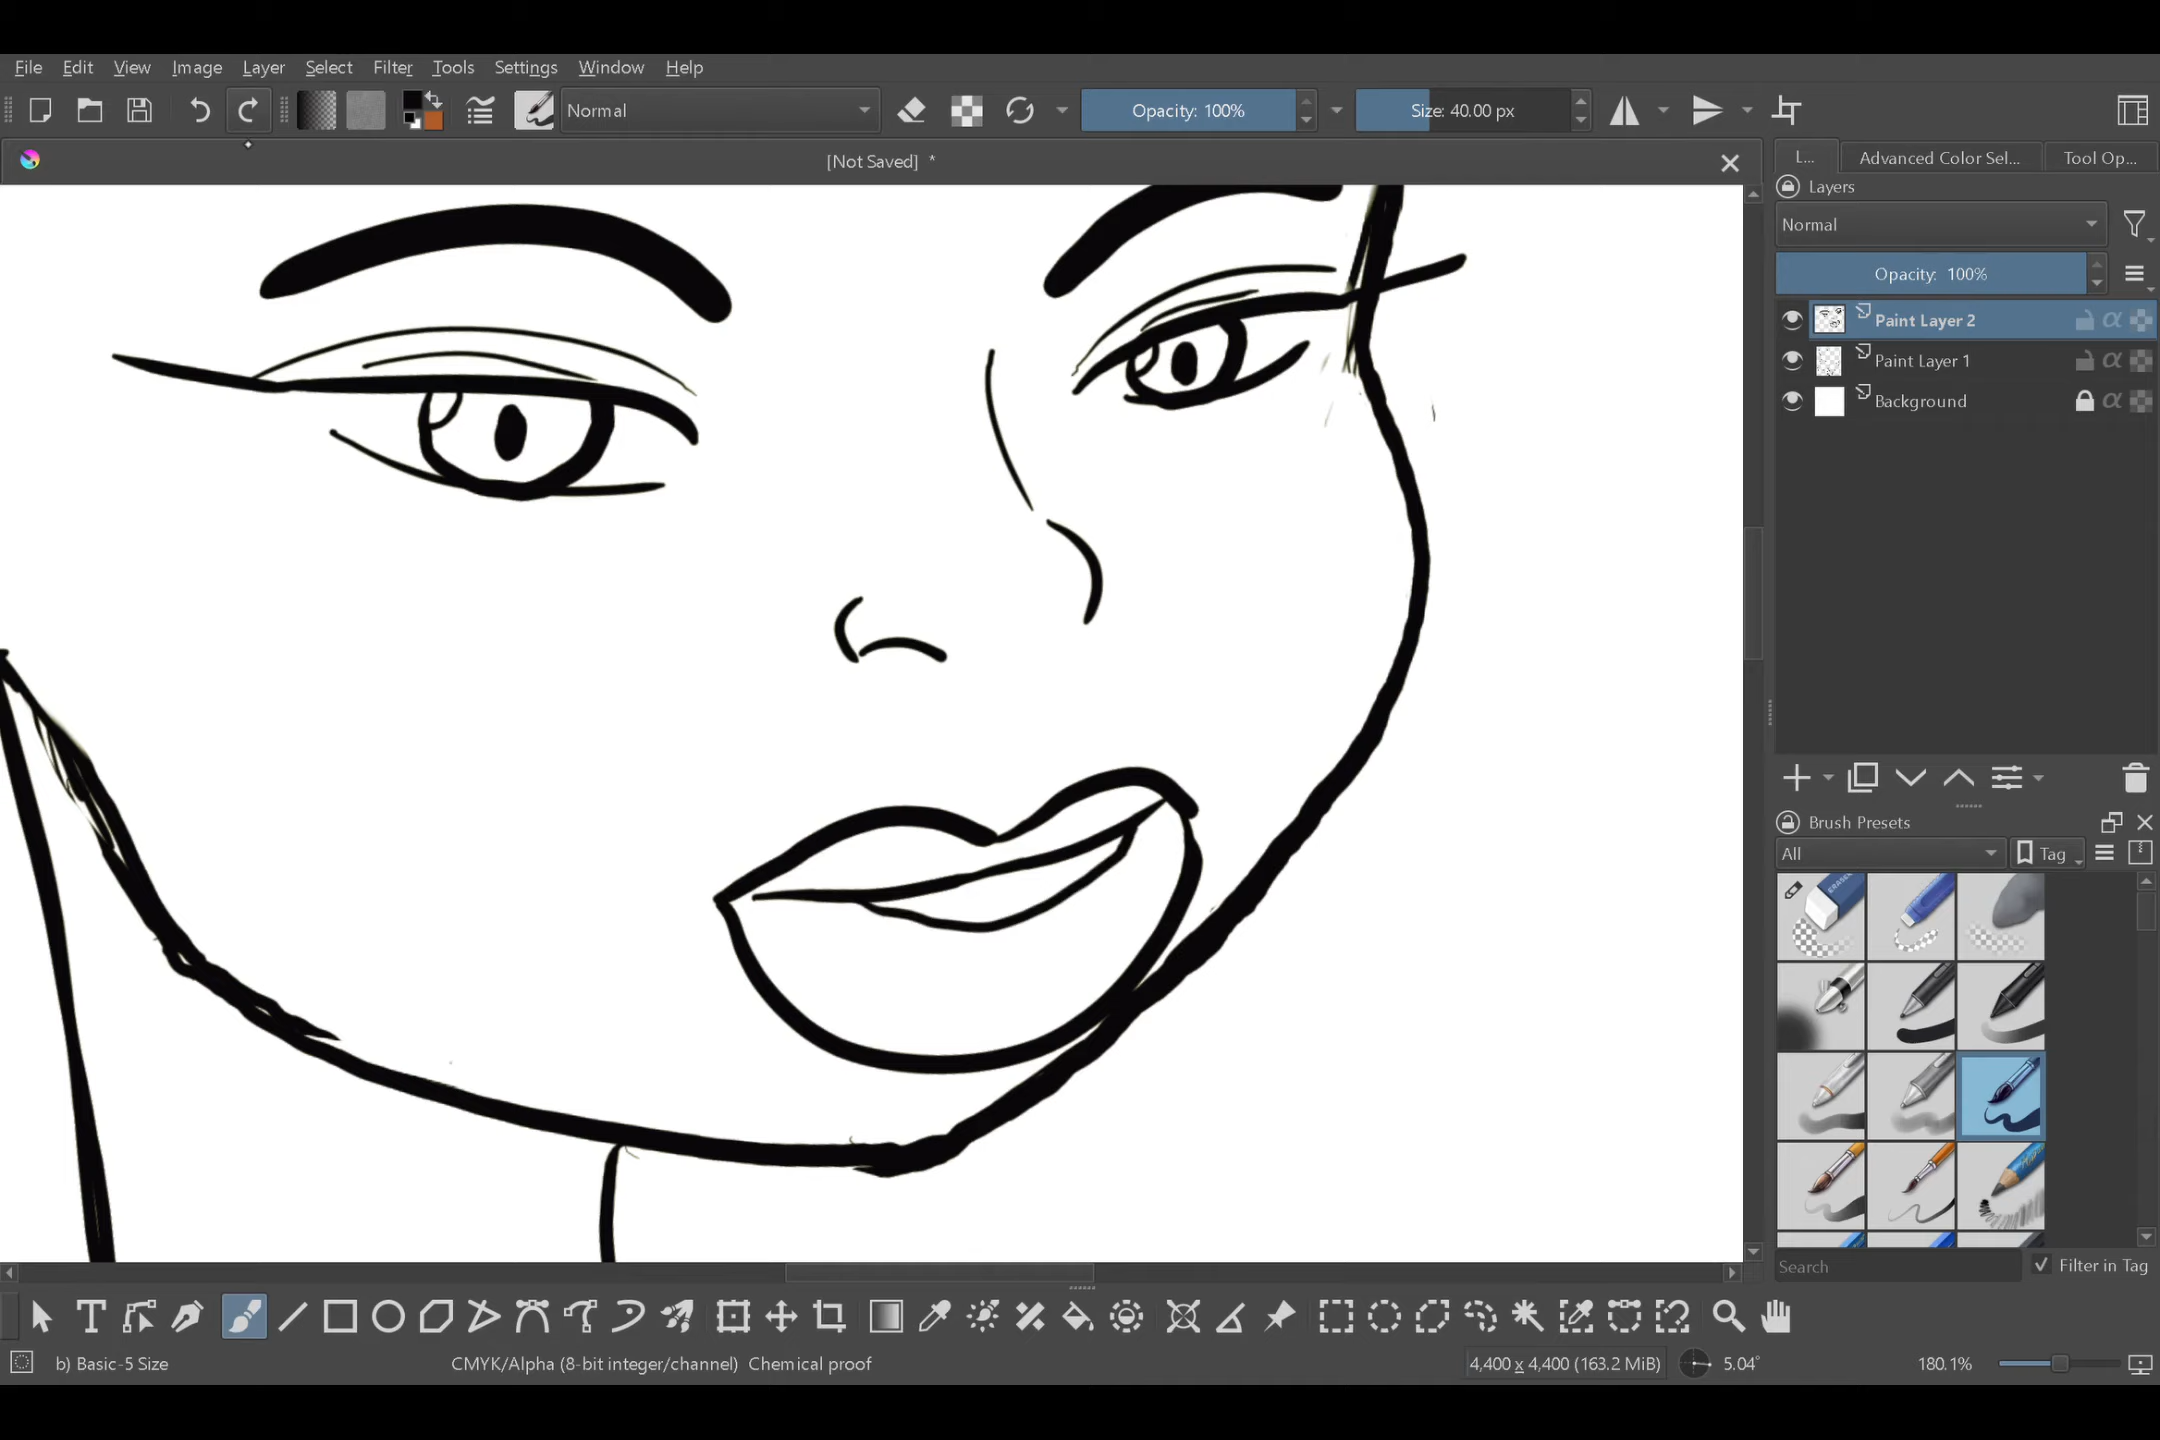 File Edit View Image Layer Select Filter Tools Settings Window Help
Normal Opacity: 100% Size: 40.00 px
[Not Saved] *
L... Advanced Color Sel... Tool Op...
Layers
Normal
Opacity: 100%
Paint Layer 2
Paint Layer 1
Background
Brush Presets
All Tag
ERASER
Search Filter in Tag
b) Basic-5 Size CMYK/Alpha (8-bit integer/channel) Chemical proof 4,400 x 4,400 (163.2 MiB) 5.04° 180.1%